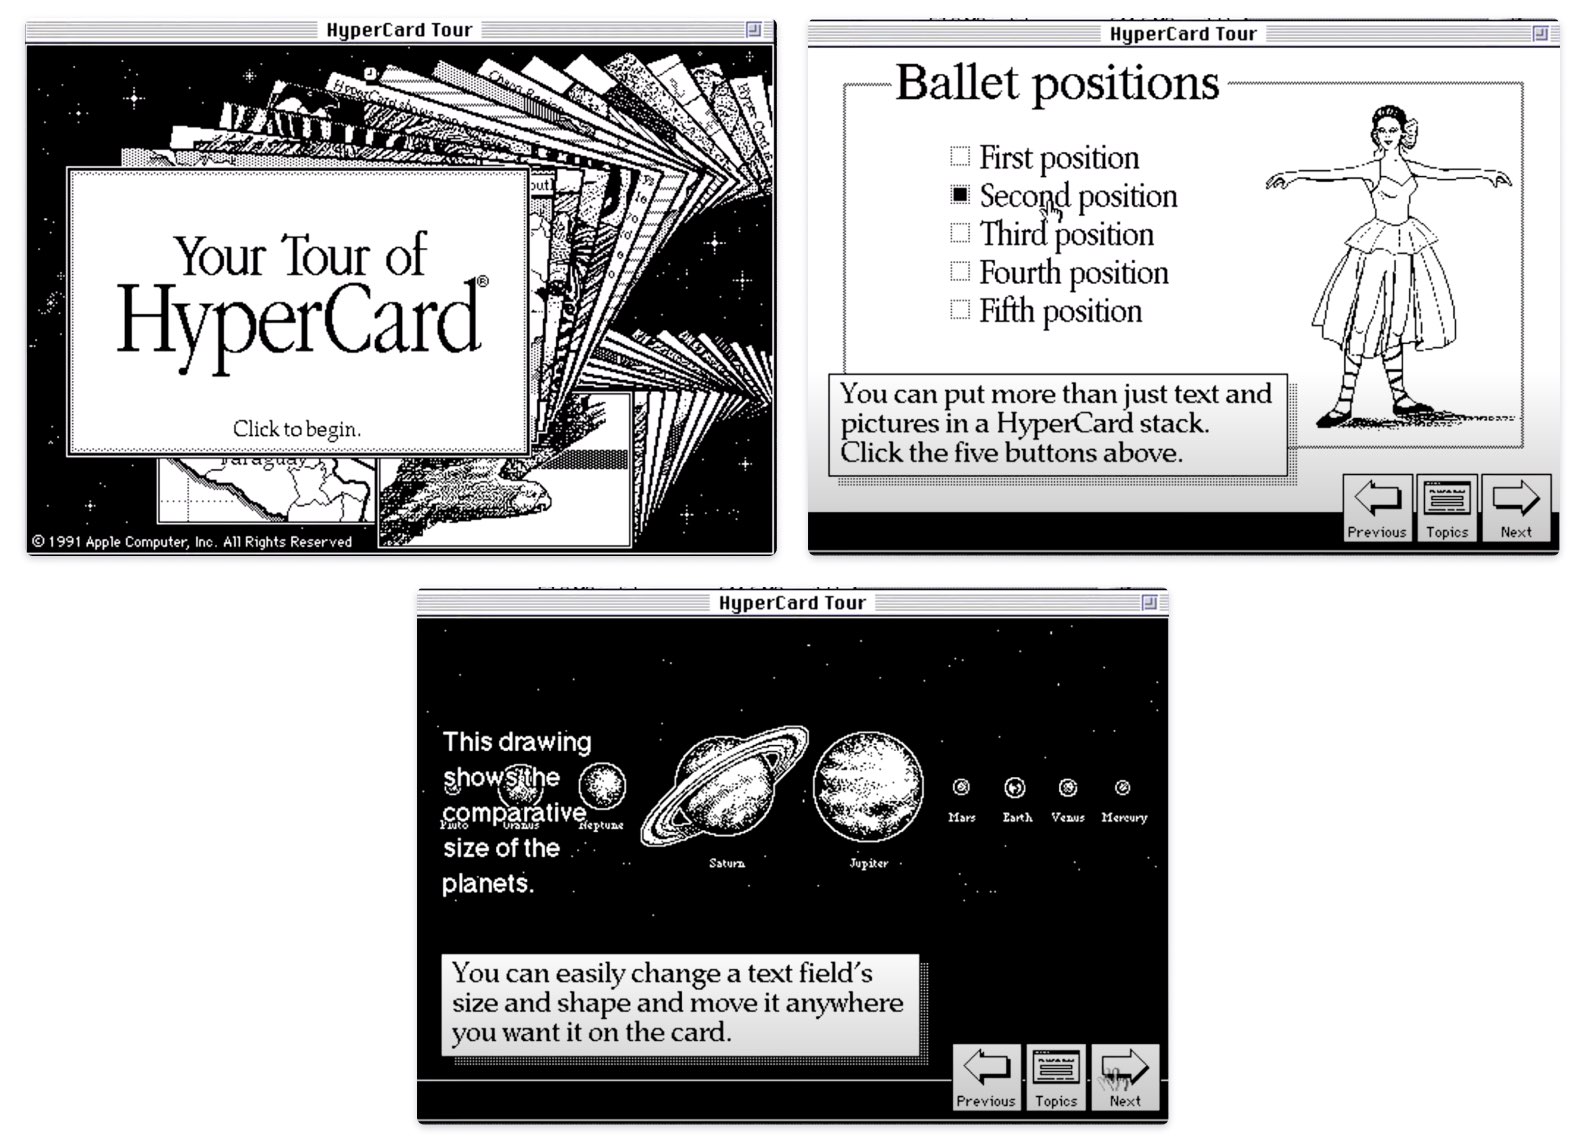 HyperCard Tour
Your Tour of
HyperCard®
Click to begin.
Paraguay
© 1991 Apple Computer, Inc. All Rights Reserved
HyperCard Tour
Ballet positions
First position
Second position
Third position
Fourth position
Fifth position
You can put more than just text and
pictures in a HyperCard stack.
Click the five buttons above.
Previous
Topics
Next
HyperCard Tour
This drawing
shows the
comparative
size of the
planets.
Pluto
Uranus
Neptune
Saturn
Jupiter
Mars
Earth
Venus
Mercury
You can easily change a text field's
size and shape and move it anywhere
you want it on the card.
Previous
Topics
Next